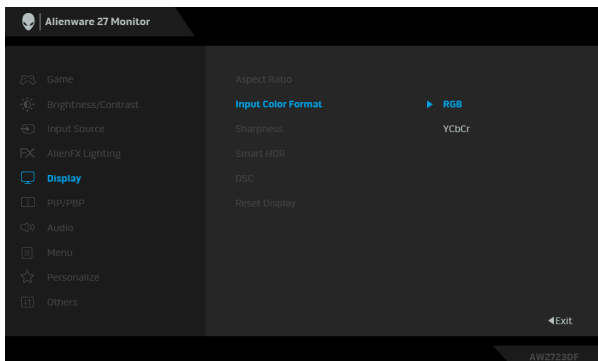 Alienware 27 Monitor
Game
Brightness/Contrast
Input Source
AlienFX Lighting
Display
PIP/PBP
Audio
Menu
Personalize
Others
Aspect Ratio
Input Color Format
Sharpness
Smart HDR
DSC
Reset Display
RGB
YCbCr
Exit
AW2723DF